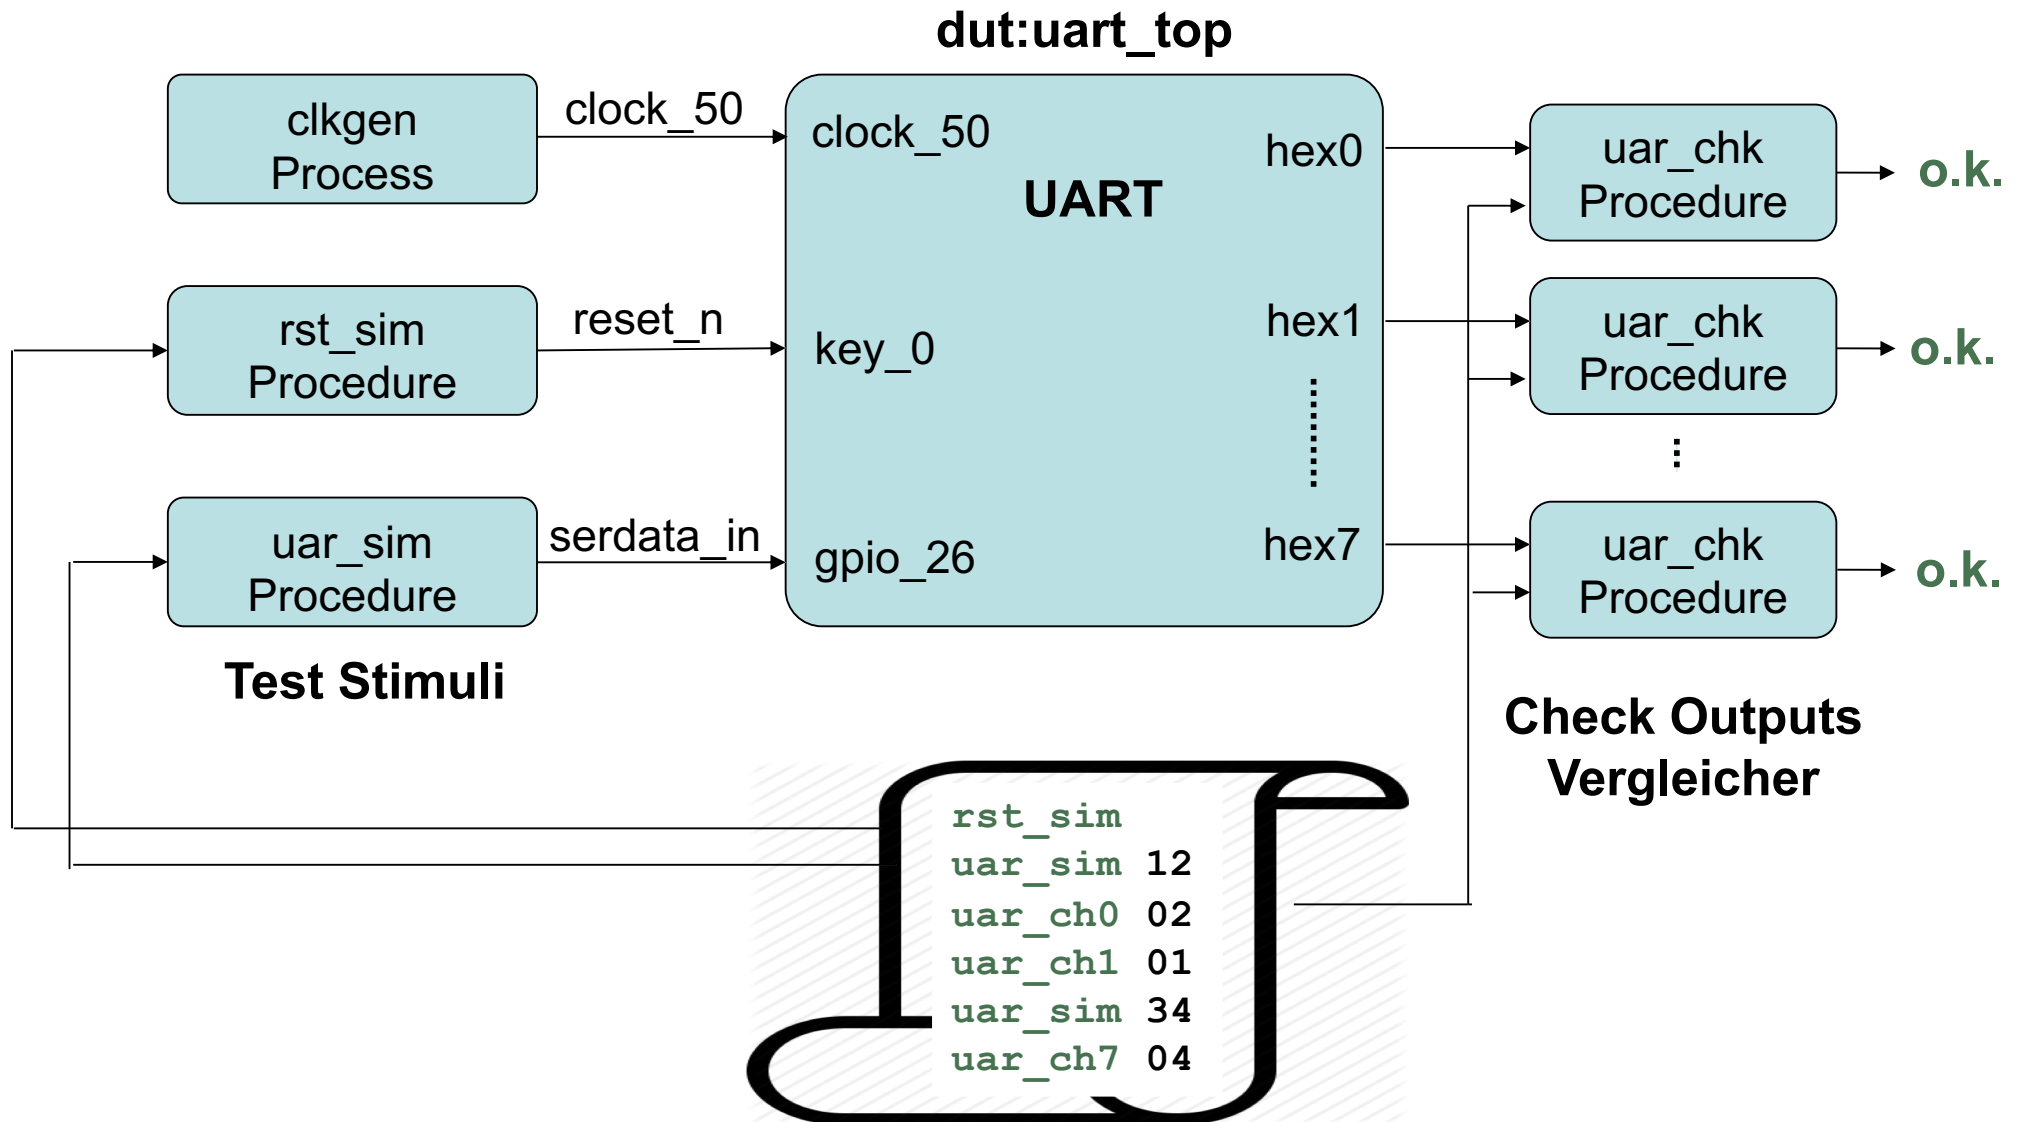 dut:uart_top
clkgen
Process
clock_50
clock_50
UART
hex0
uar_chk
Procedure
o.k.
rst_sim
Procedure
reset_n
key_0
hex1
uar_chk
Procedure
o.k.
uar_sim
Procedure
serdata_in
gpio_26
hex7
uar_chk
Procedure
o.k.
Test Stimuli
Check Outputs
Vergleicher
rst_sim
uar_sim 12
uar_ch0 02
uar_ch1 01
uar_sim 34
uar_ch7 04